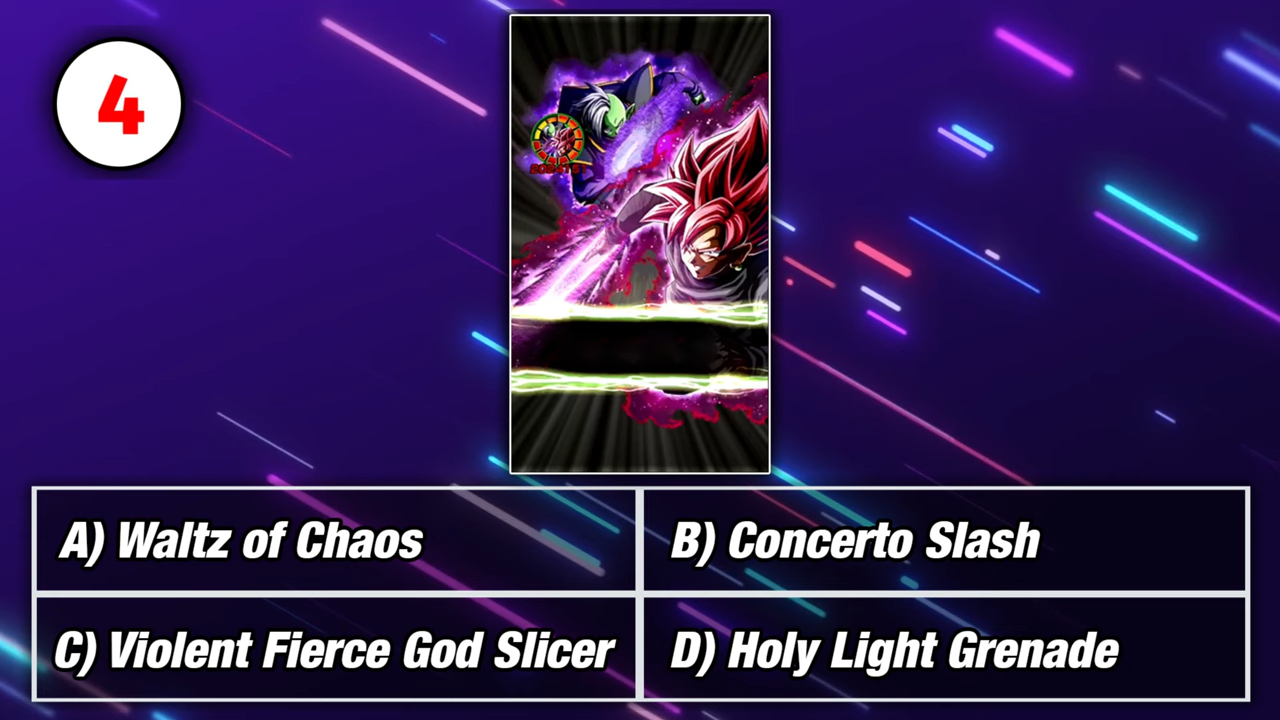 4
A) Waltz of Chaos
B) Concerto Slash
C) Violent Fierce God Slicer
D) Holy Light Grenade